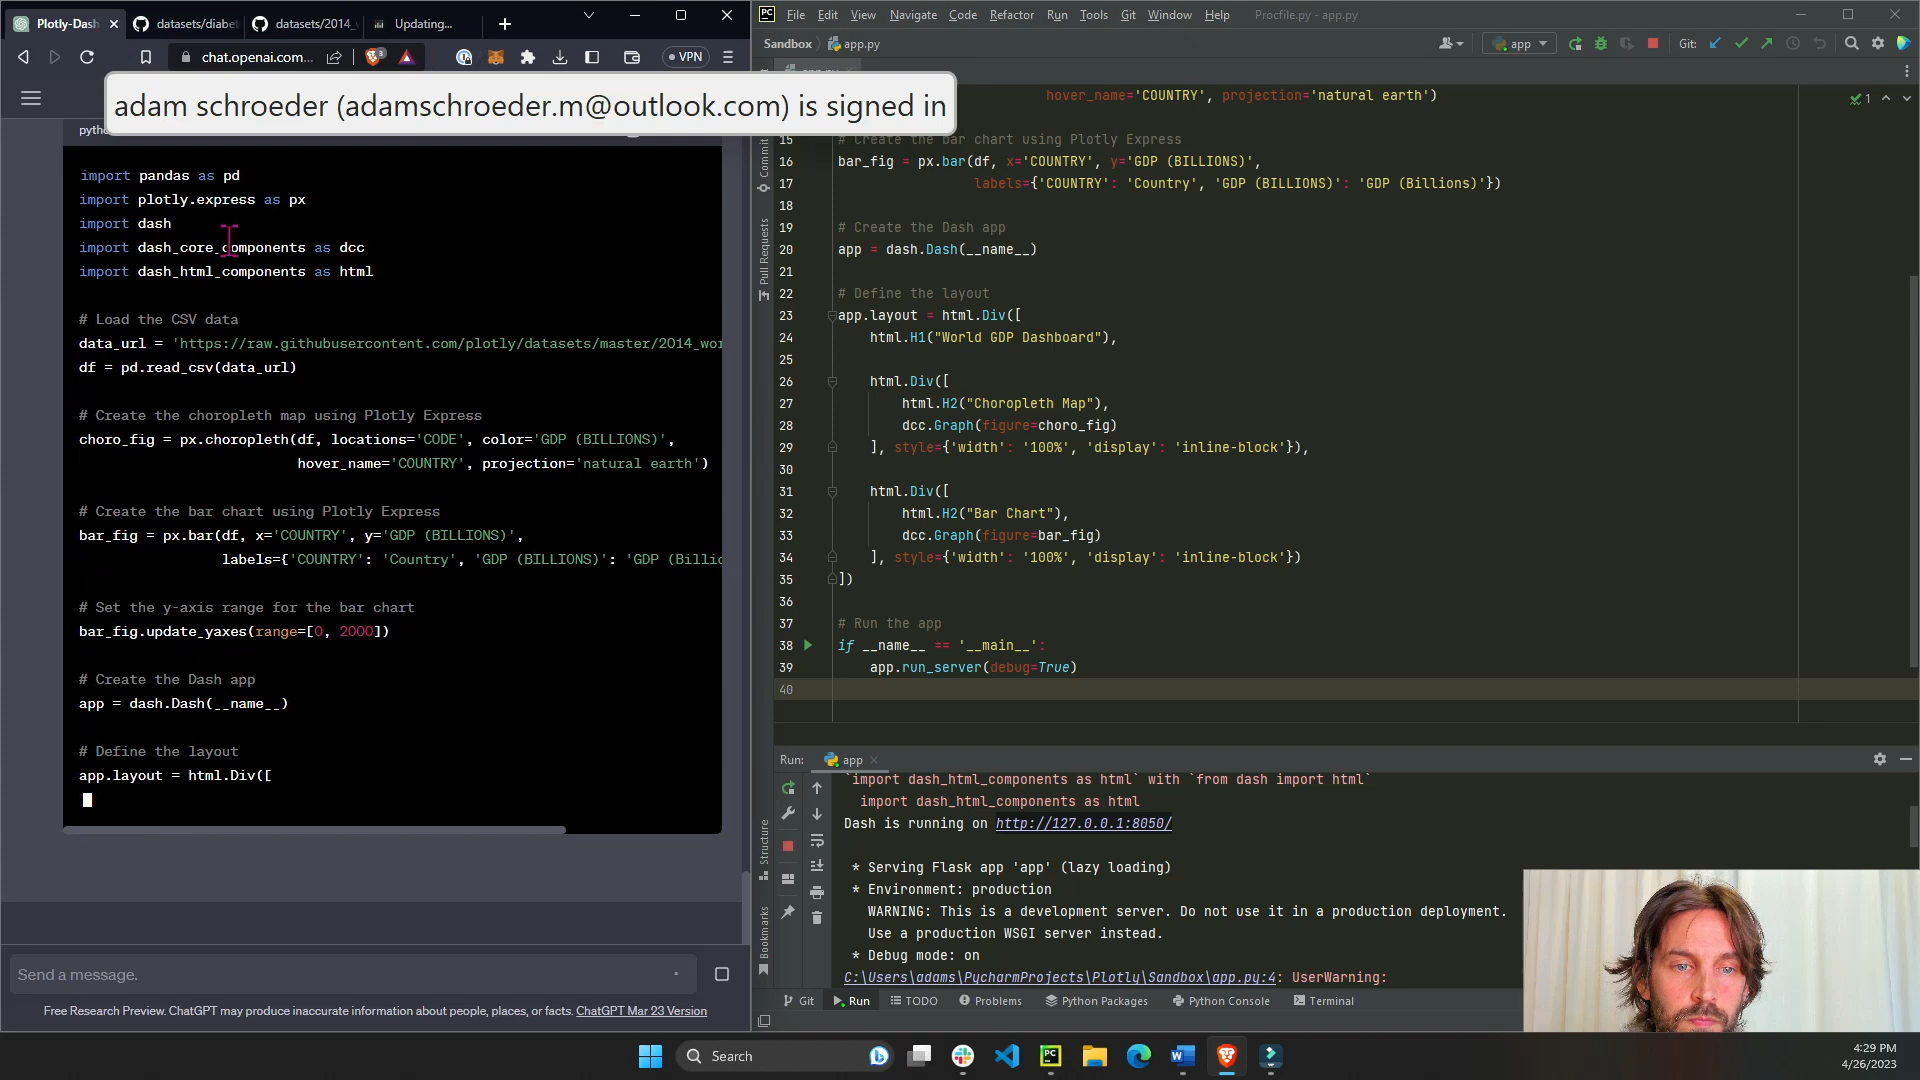 Plotly-Dash
datasets/diabet
datasets/2014_w
Updating...
chat.openai.com...
VPN
adam schroeder (adamschroeder.m@outlook.com) is signed in
import pandas as pd
import plotly.express as px
import dash
import dash_core_components as dcc
import dash_html_components as html
# Load the CSV data
data_url = 'https://raw.githubusercontent.com/plotly/datasets/master/2014_wor
df = pd.read_csv(data_url)
# Create the choropleth map using Plotly Express
choro_fig = px.choropleth(df, locations='CODE', color='GDP (BILLIONS)',
hover_name='COUNTRY', projection='natural earth')
# Create the bar chart using Plotly Express
bar_fig = px.bar(df, x='COUNTRY', y='GDP (BILLIONS)',
labels={'COUNTRY': 'Country', 'GDP (BILLIONS)': 'GDP (Billio
# Set the y-axis range for the bar chart
bar_fig.update_yaxes(range=[0, 2000])
# Create the Dash app
app = dash.Dash(__name__)
# Define the layout
app.layout = html.Div([
Send a message.
Free Research Preview. ChatGPT may produce inaccurate information about people, places, or facts. ChatGPT Mar 23 Version
PC
File Edit View Navigate Code Refactor Run Tools Git Window Help
Procfile.py - app.py
Sandbox
app.py
app
Git:
1
Commit
Pull Requests
Structure
Bookmarks
hover_name='COUNTRY', projection='natural earth')
15 # Create the bar chart using Plotly Express
16 bar_fig = px.bar(df, x='COUNTRY', y='GDP (BILLIONS)',
17 labels={'COUNTRY': 'Country', 'GDP (BILLIONS)': 'GDP (Billions)'})
18
19 # Create the Dash app
20 app = dash.Dash(__name__)
21
22 # Define the layout
23 app.layout = html.Div([
24 html.H1("World GDP Dashboard"),
25
26 html.Div([
27 html.H2("Choropleth Map"),
28 dcc.Graph(figure=choro_fig)
29 ], style={'width': '100%', 'display': 'inline-block'}),
30
31 html.Div([
32 html.H2("Bar Chart"),
33 dcc.Graph(figure=bar_fig)
34 ], style={'width': '100%', 'display': 'inline-block'})
35 ])
36
37 # Run the app
38 if __name__ == '__main__':
39 app.run_server(debug=True)
40
Run: app
`import dash_html_components as html` with `from dash import html`
import dash_html_components as html
Dash is running on http://127.0.0.1:8050/
* Serving Flask app 'app' (lazy loading)
* Environment: production
WARNING: This is a development server. Do not use it in a production deployment.
Use a production WSGI server instead.
* Debug mode: on
C:\Users\adams\PycharmProjects\Plotly\Sandbox\app.py:4: UserWarning:
Git Run TODO Problems Python Packages Python Console Terminal
Search
4:29 PM
4/26/2023